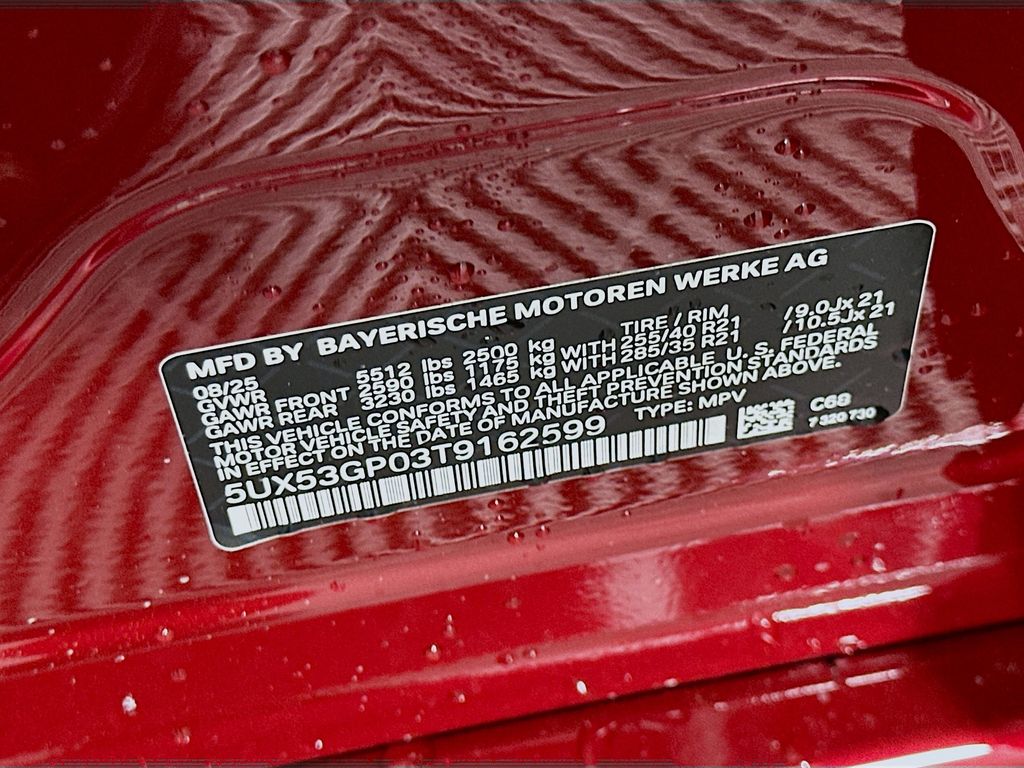 MFD BY BAYERISCHE MOTOREN WERKE AG
08/25 TIRE / RIM
GVWR 5512 lbs 2500 kg
GAWR FRONT 2590 lbs 1175 kg WITH 255/40 R21 /9.0Jx 21
GAWR REAR 3230 lbs 1465 kg WITH 285/35 R21 /10.5Jx 21
THIS VEHICLE CONFORMS TO ALL APPLICABLE U. S. FEDERAL
MOTOR VEHICLE SAFETY AND THEFT PREVENTION STANDARDS
IN EFFECT ON THE DATE OF MANUFACTURE SHOWN ABOVE.
5UX53GP03T9162599 TYPE: MPV
C68
7 320 730